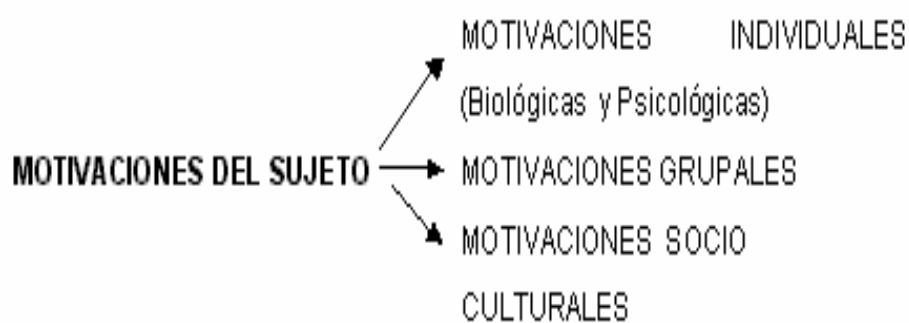 MOTIVACIONES INDIVIDUALES
(Biológicas y Psicológicas)
MOTIVACIONES DEL SUJETO
MOTIVACIONES GRUPALES
MOTIVACIONES SOCIO
CULTURALES